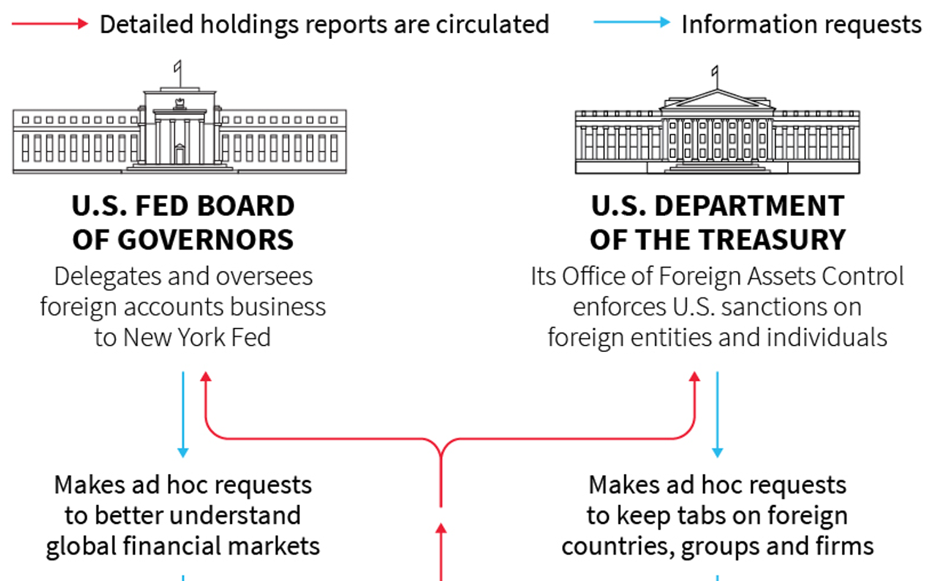 Detailed holdings reports are circulated
Information requests
U.S. FED BOARD
OF GOVERNORS
Delegates and oversees
foreign accounts business
to New York Fed
U.S. DEPARTMENT
OF THE TREASURY
Its Office of Foreign Assets Control
enforces U.S. sanctions on
foreign entities and individuals
Makes ad hoc requests
to better understand
global financial markets
Makes ad hoc requests
to keep tabs on foreign
countries, groups and firms